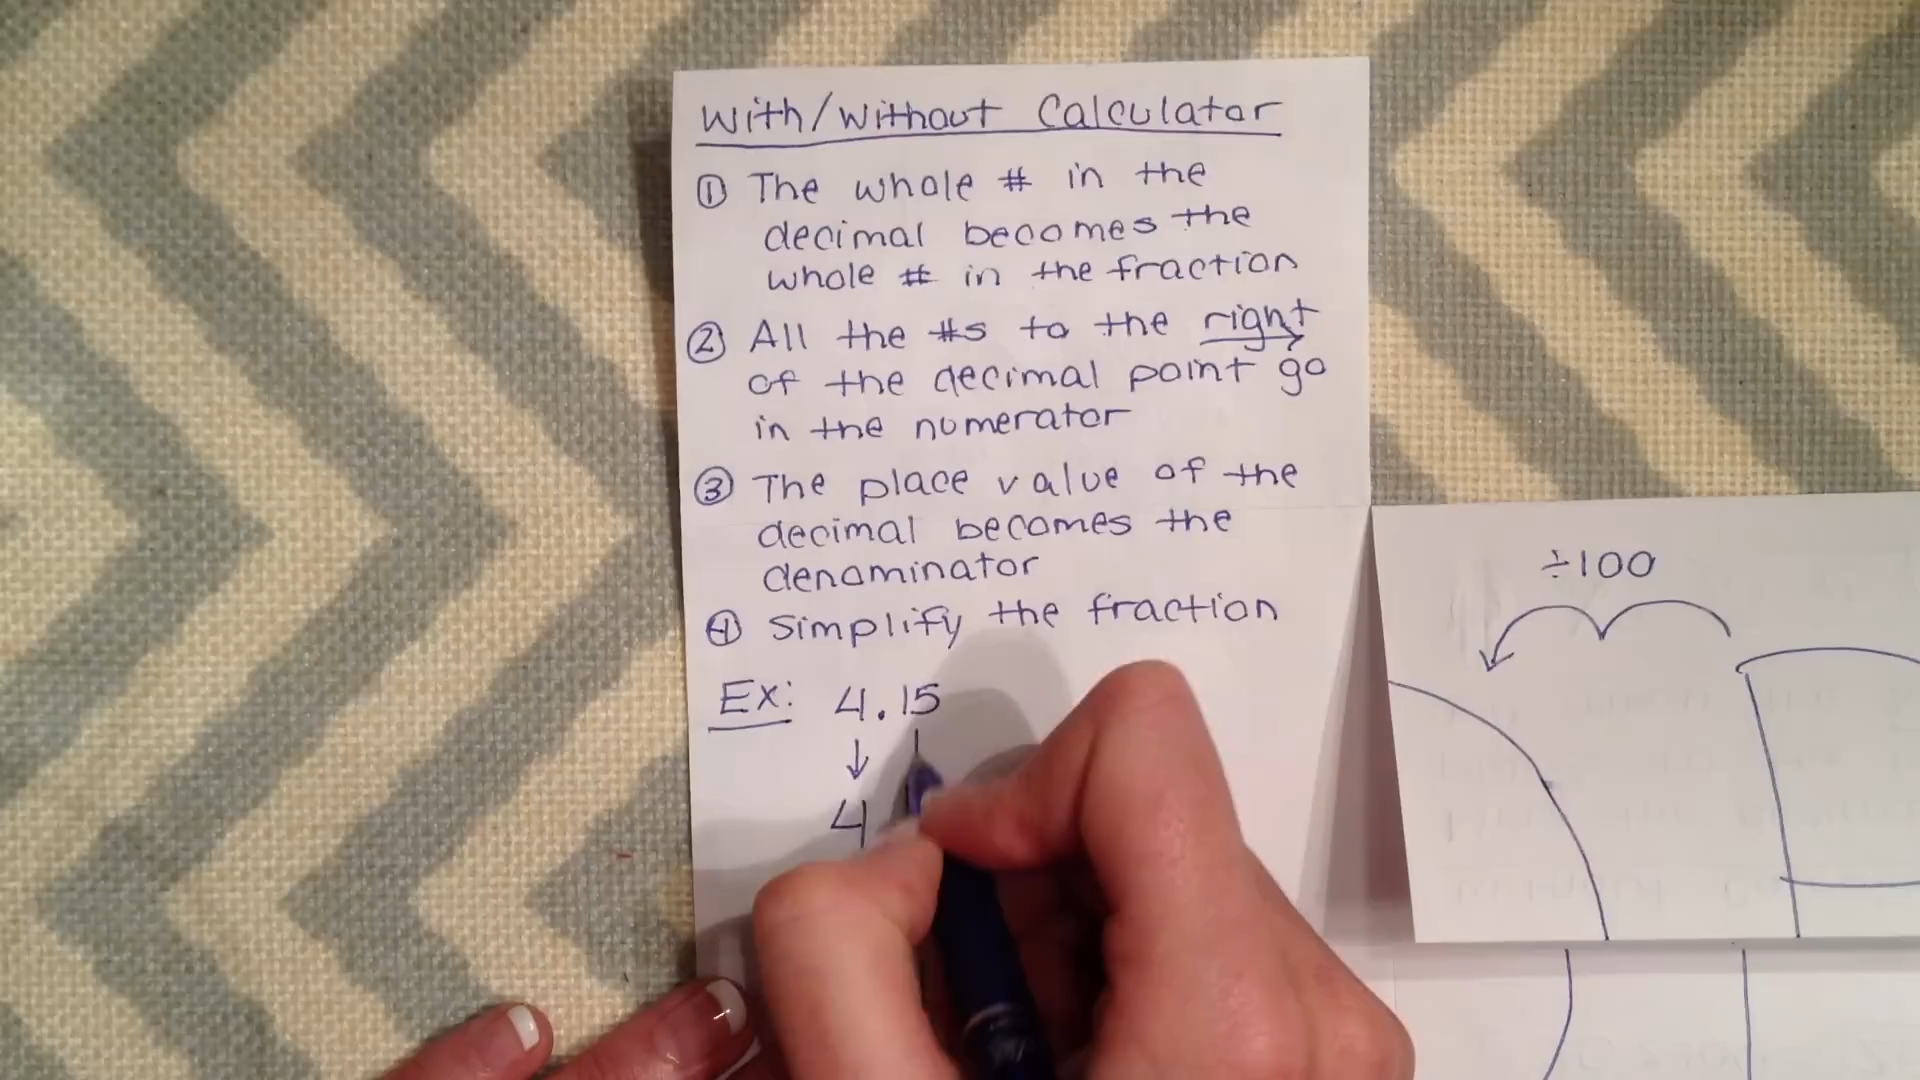 With/Without Calculator
① The whole # in the
decimal becomes the
whole # in the fraction
② All the #s to the right
of the decimal point go
in the numerator
③ The place value of the
decimal becomes the
denominator
④ Simplify the fraction
Ex: 4.15
4
÷100